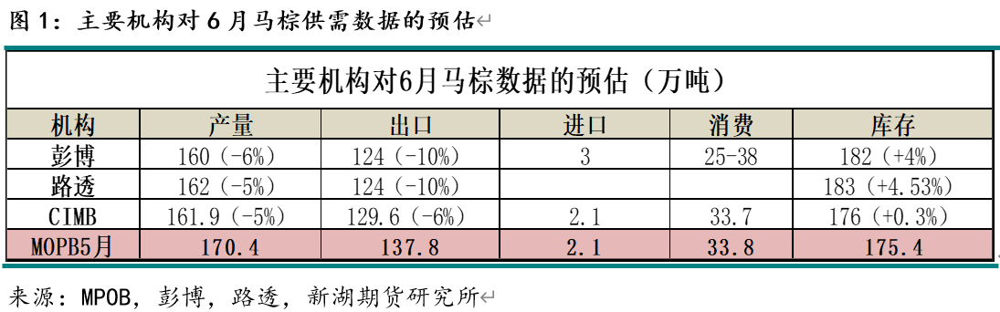 图 1：主要机构对 6 月马棕供需数据的预估↵
主要机构对6月马棕数据的预估（万吨）
机构 产量 出口 进口 消费 库存
彭博 160（-6%） 124（-10%） 3 25-38 182（+4%）
路透 162（-5%） 124（-10%） 183（+4.53%）
CIMB 161.9（-5%） 129.6（-6%） 2.1 33.7 176（+0.3%）
MOPB5月 170.4 137.8 2.1 33.8 175.4
来源：MPOB，彭博，路透，新湖期货研究所↵